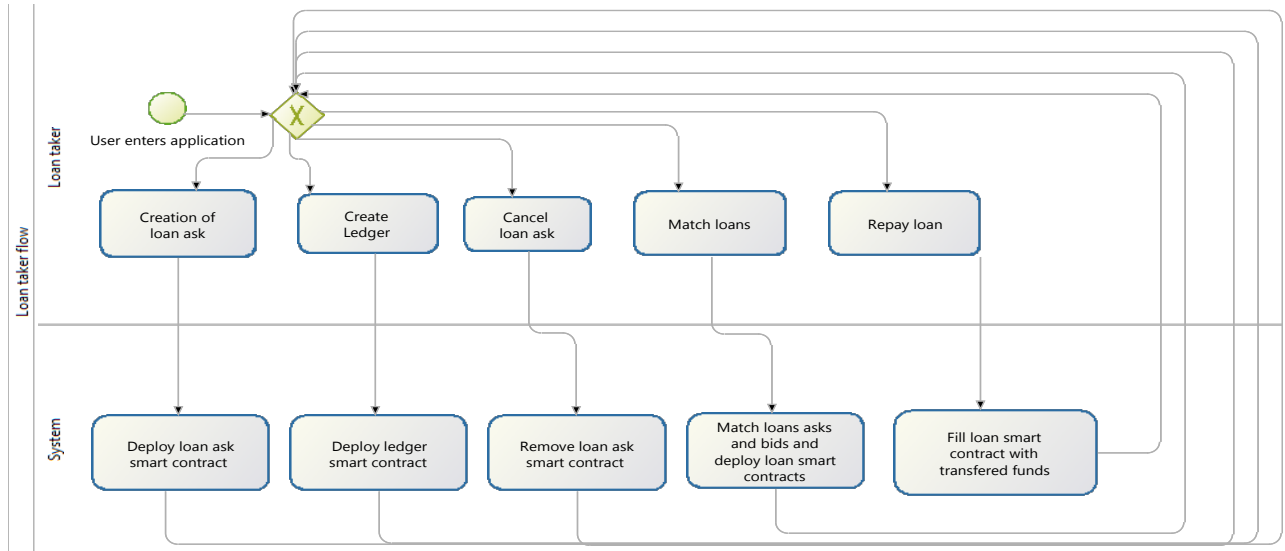 Loan taker flow
Loan taker
User enters application
X
Creation of
loan ask
Create
Ledger
Cancel
loan ask
Match loans
Repay loan
System
Deploy loan ask
smart contract
Deploy ledger
smart contract
Remove loan ask
smart contract
Match loans asks
and bids and
deploy loan smart
contracts
Fill loan smart
contract with
transfered funds